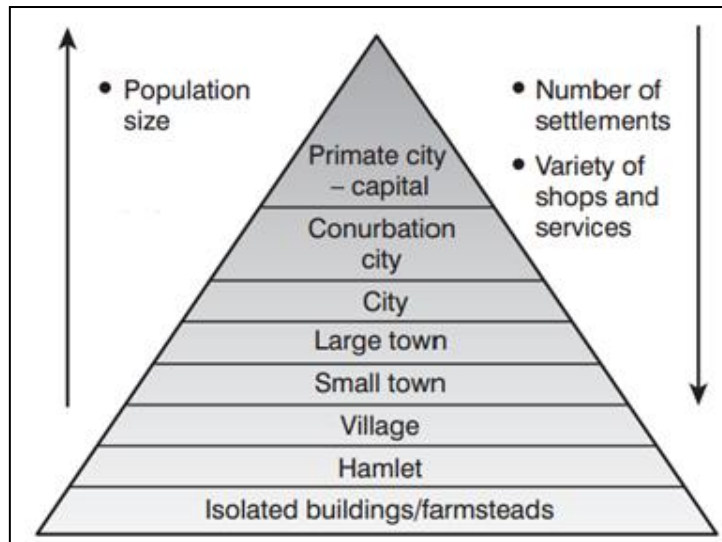 • Population
size
• Number of
settlements
• Variety of
shops and
services
Primate city
– capital
Conurbation
city
City
Large town
Small town
Village
Hamlet
Isolated buildings/farmsteads